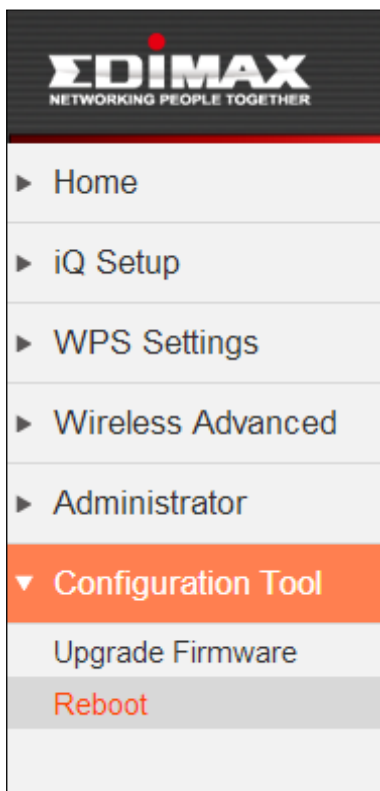 EDIMAX
NETWORKING PEOPLE TOGETHER
Home
iQ Setup
WPS Settings
Wireless Advanced
Administrator
Configuration Tool
Upgrade Firmware
Reboot